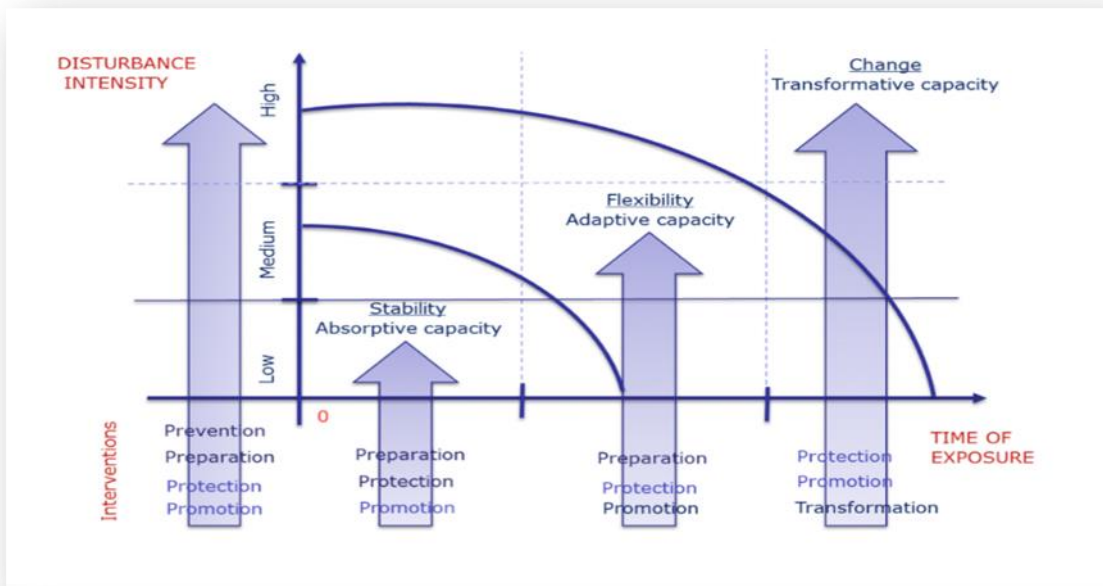 DISTURBANCE
INTENSITY
High
Medium
Low
Change
Transformative capacity
Flexibility
Adaptive capacity
Stability
Absorptive capacity
0
TIME OF
EXPOSURE
Interventions
Prevention
Preparation
Protection
Promotion
Preparation
Protection
Promotion
Preparation
Protection
Promotion
Protection
Promotion
Transformation